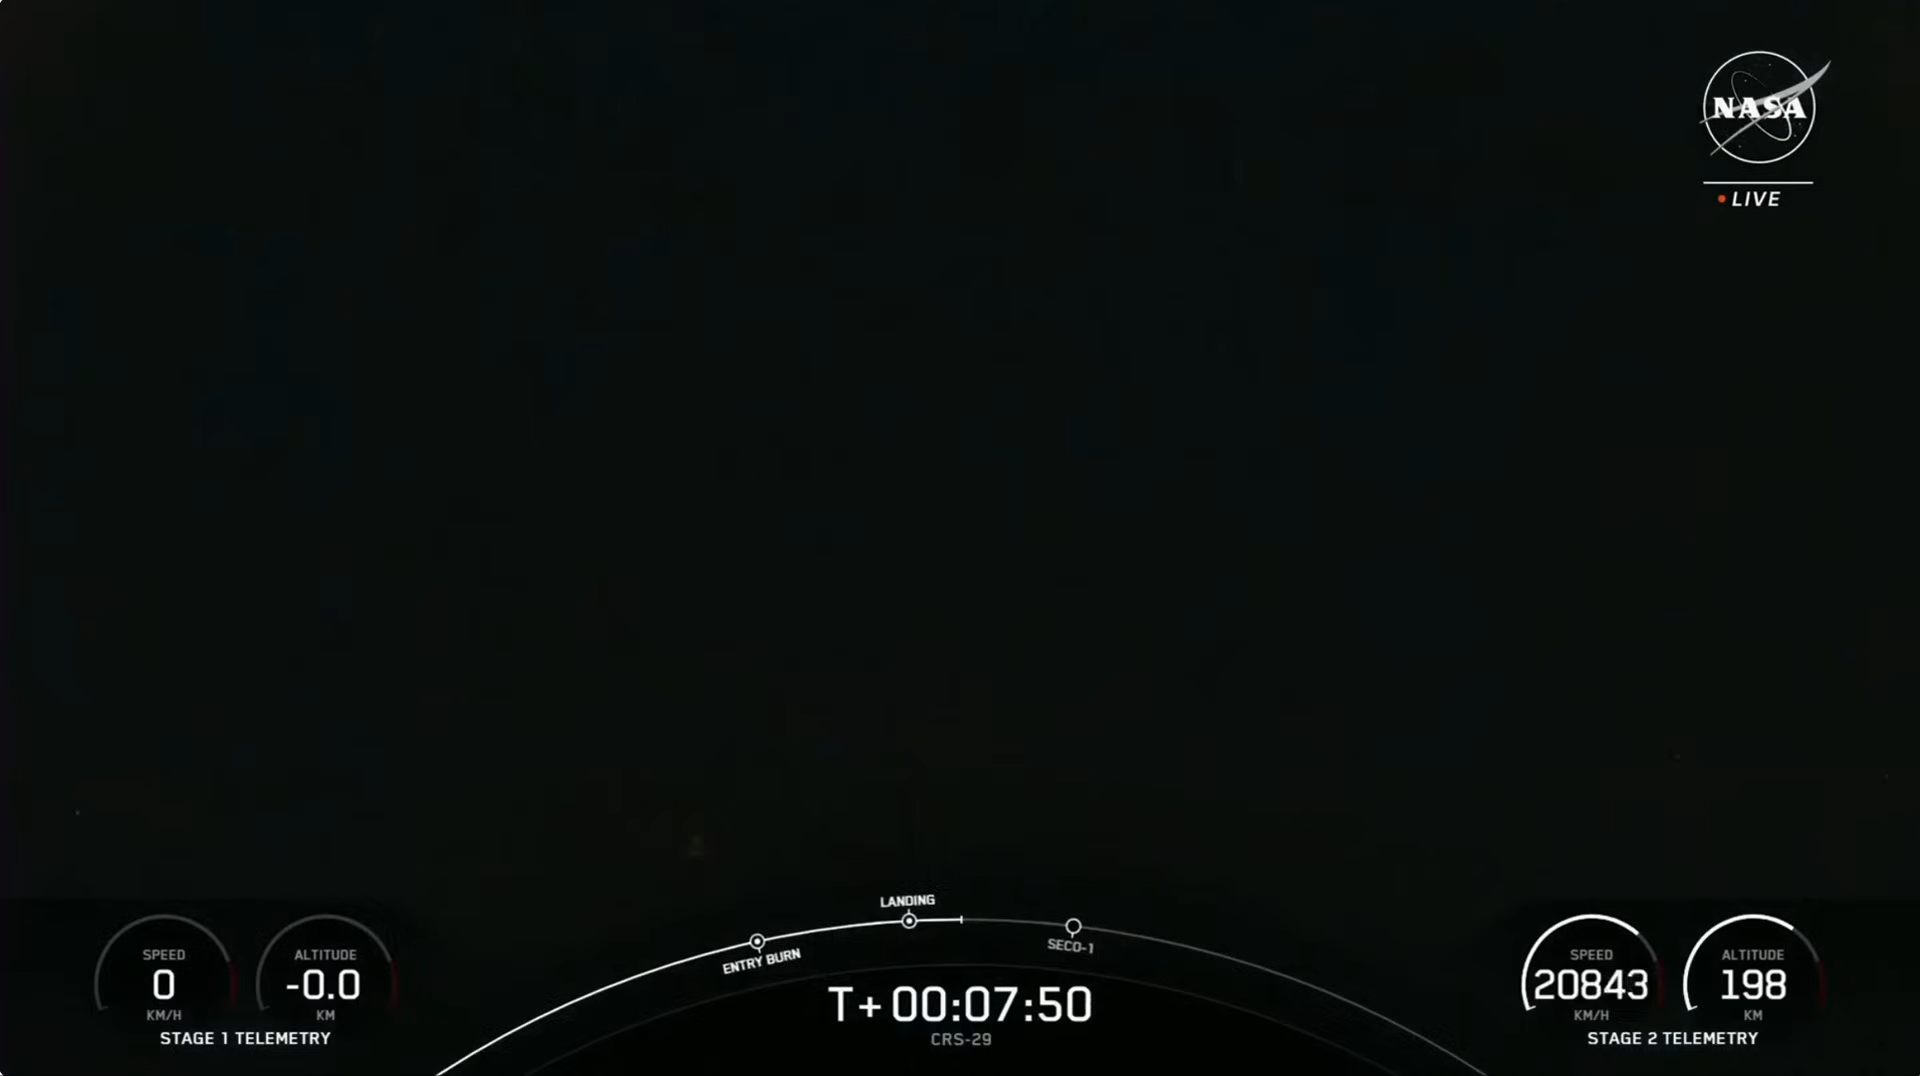 NASA
LIVE
LANDING
ENTRY BURN
SECO-1
SPEED
0
KM/H
ALTITUDE
-0.0
KM
STAGE 1 TELEMETRY
T+ 00:07:50
CRS-29
SPEED
20843
KM/H
ALTITUDE
198
KM
STAGE 2 TELEMETRY